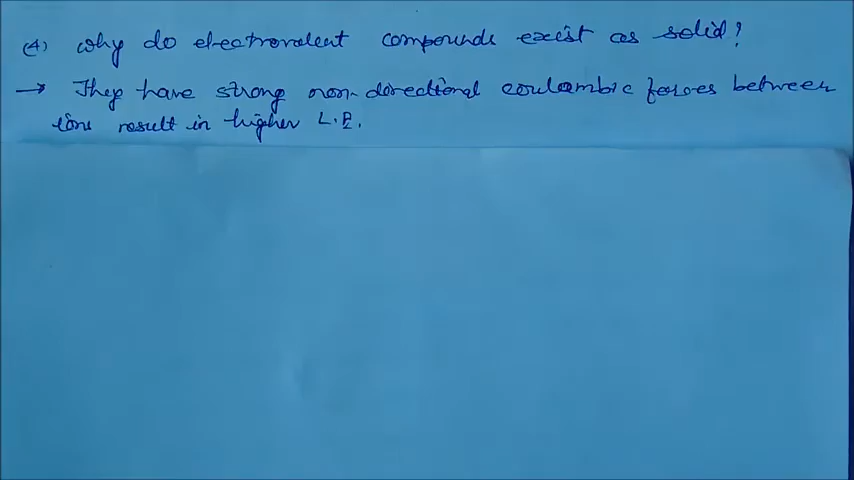 (4) Why do electrovalent compounds exist as solid?
→ They have strong non-directional coulambic forces between
ions result in higher L.E.